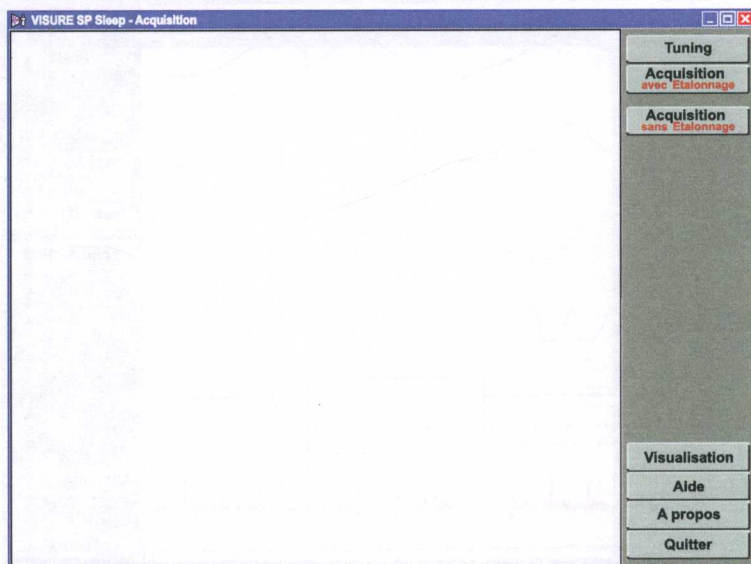 VISURE SP Sleep - Acquisition
Tuning
Acquisition
avec Etalonnage
Acquisition
sans Etalonnage
Visualisation
Aide
A propos
Quitter